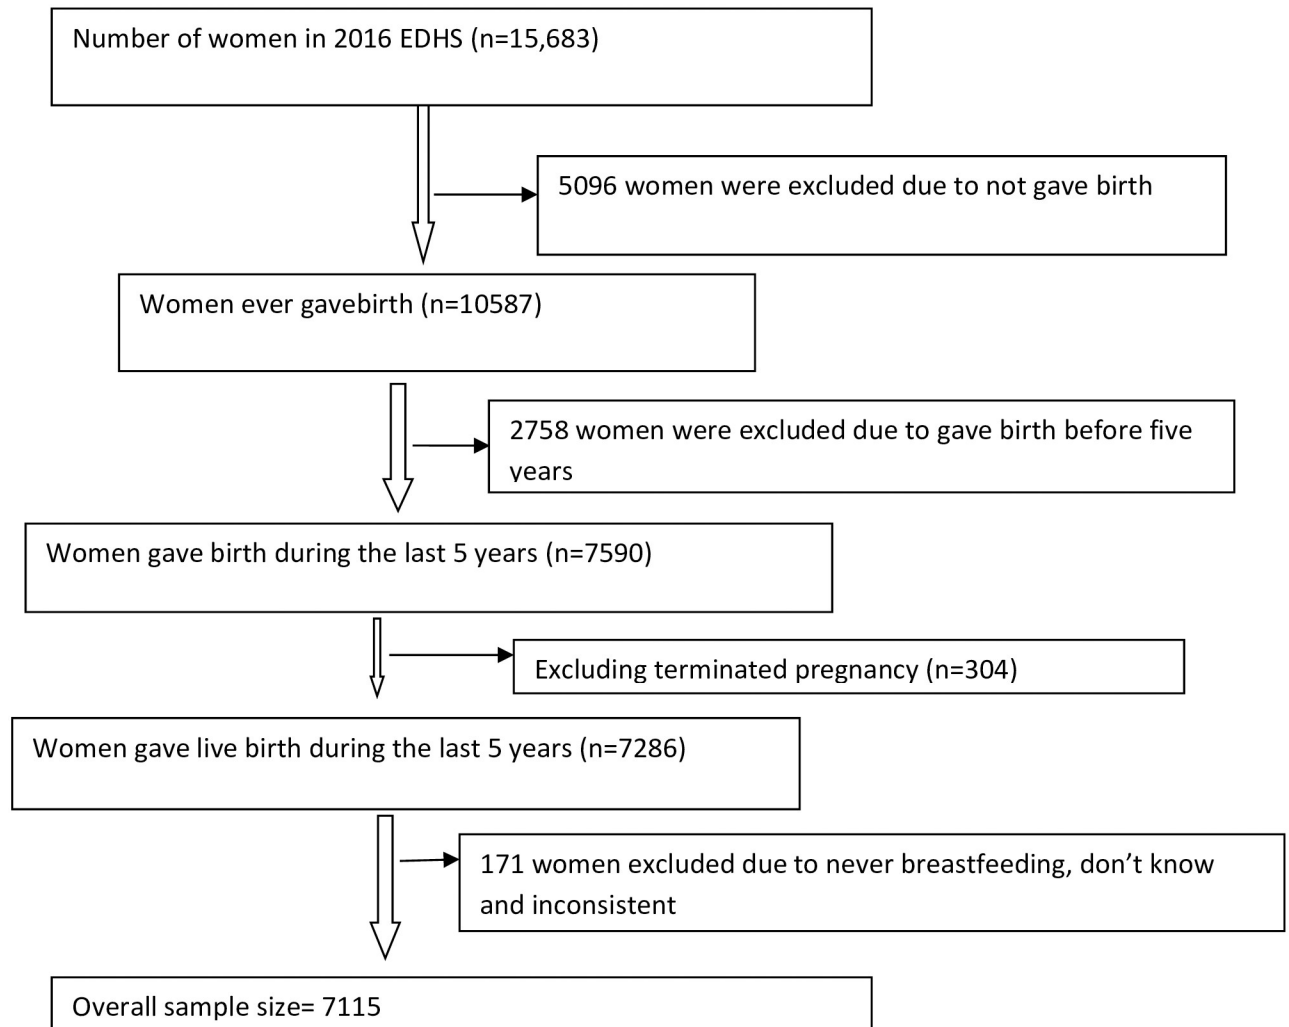 Number of women in 2016 EDHS (n=15,683)
5096 women were excluded due to not gave birth
Women ever gavebirth (n=10587)
2758 women were excluded due to gave birth before five
years
Women gave birth during the last 5 years (n=7590)
Excluding terminated pregnancy (n=304)
Women gave live birth during the last 5 years (n=7286)
171 women excluded due to never breastfeeding, don’t know
and inconsistent
Overall sample size= 7115